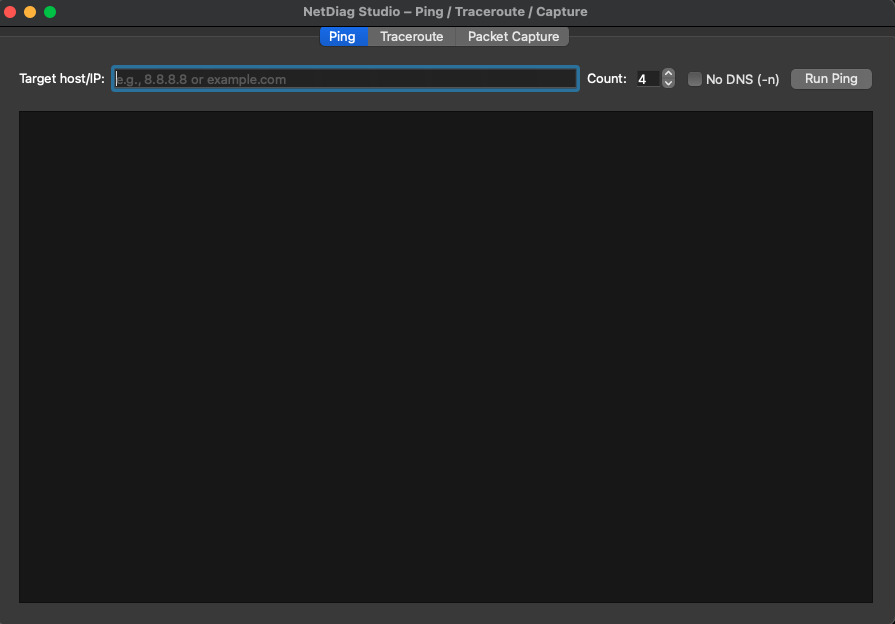 NetDiag Studio – Ping / Traceroute / Capture
Ping Traceroute Packet Capture
Target host/IP: e.g., 8.8.8.8 or example.com Count: 4 No DNS (-n) Run Ping